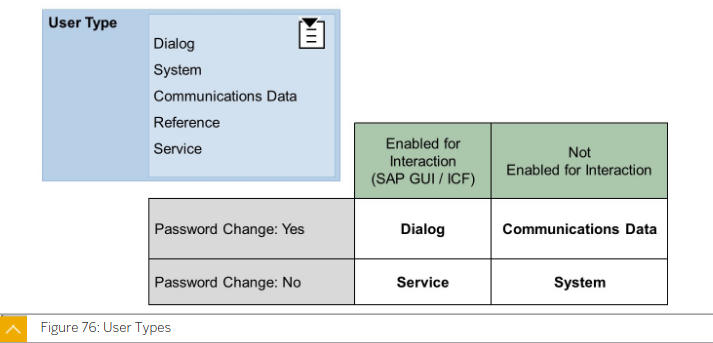 User Type
Dialog
System
Communications Data
Reference
Service
Enabled for
Interaction
(SAP GUI / ICF)
Not
Enabled for Interaction
Password Change: Yes
Dialog
Communications Data
Password Change: No
Service
System
Figure 76: User Types